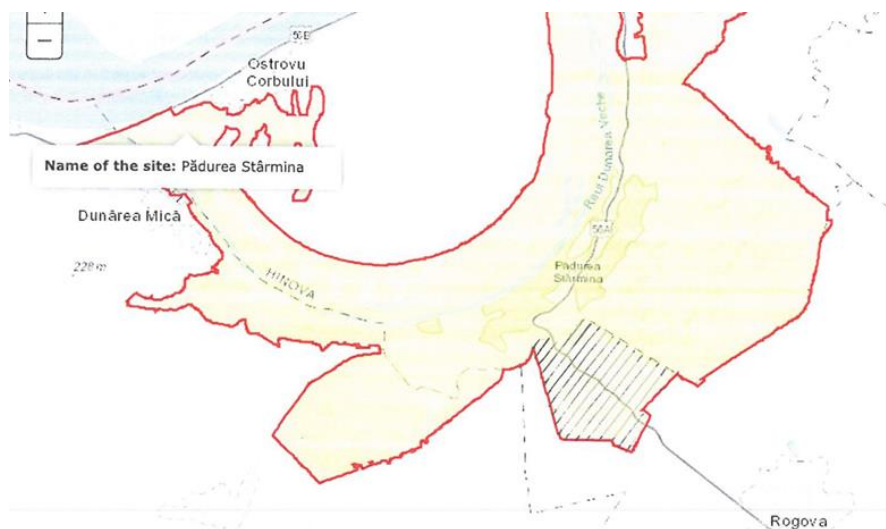 56B
Ostrovu
Corbului
Name of the site: Pădurea Stârmina
Dunărea Mică
228 m
HINOVA
Raul Dunărea Veche
56A
Pădurea
Stârmina
Rogova